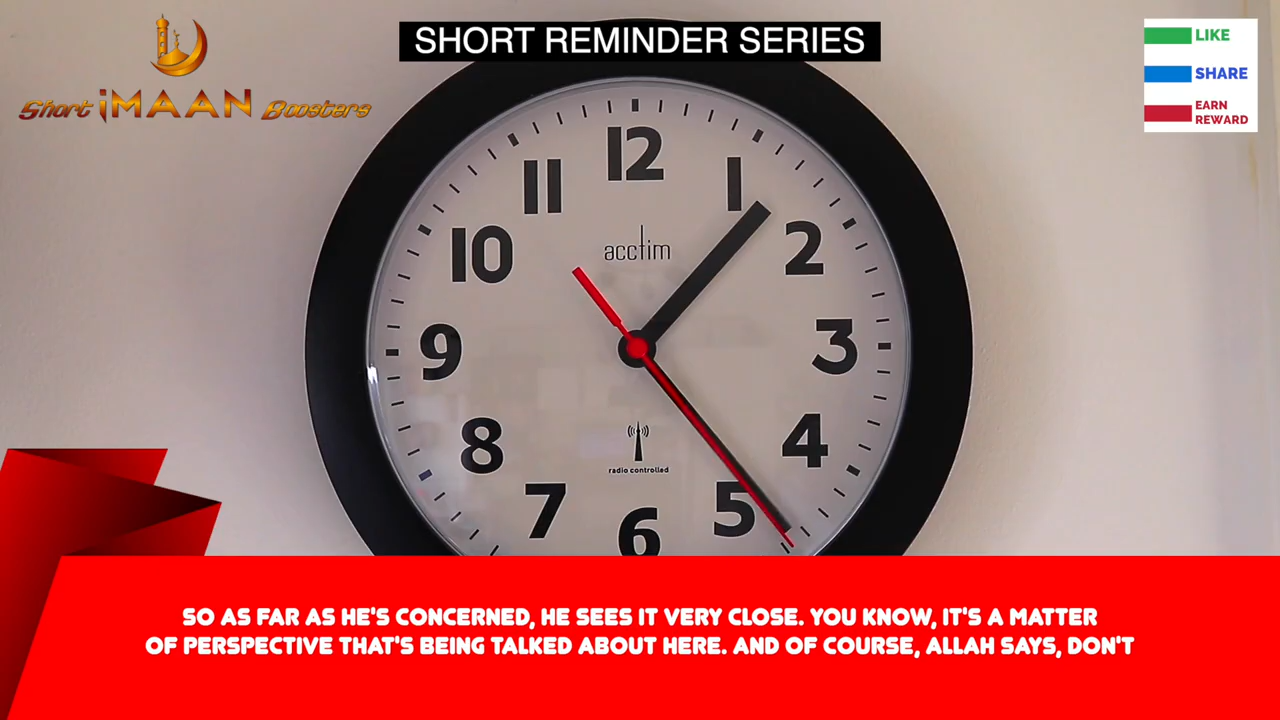 SHORT REMINDER SERIES
Short iMAAN Boosters
LIKE
SHARE
EARN
REWARD
12
11
1
10
2
acctim
9
3
8
4
radio controlled
7
5
6
SO AS FAR AS HE'S CONCERNED, HE SEES IT VERY CLOSE. YOU KNOW, IT'S A MATTER
OF PERSPECTIVE THAT'S BEING TALKED ABOUT HERE. AND OF COURSE, ALLAH SAYS, DON'T